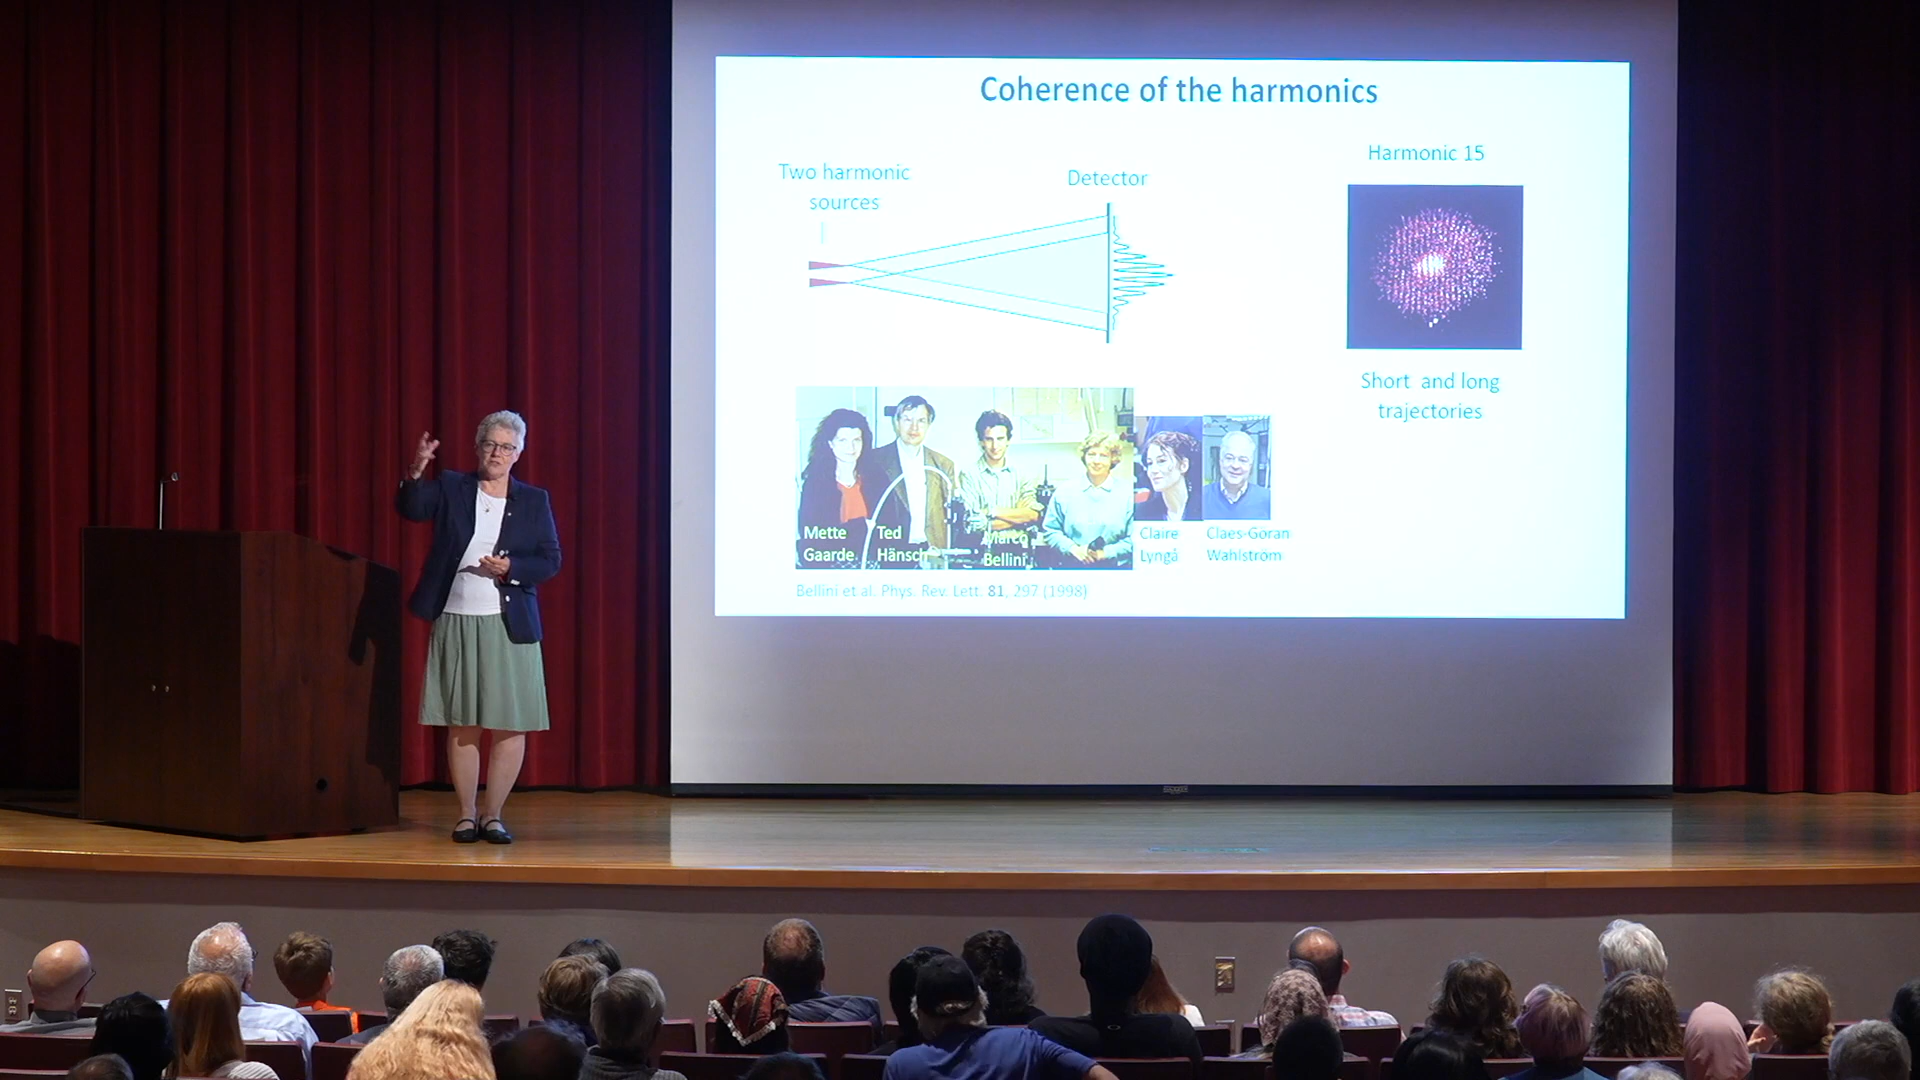 Coherence of the harmonics
Two harmonic
sources
Detector
Harmonic 15
Short and long
trajectories
Mette
Gaarde
Ted
Hänsch
Marco
Bellini
Claire
Lyngå
Claes-Göran
Wahlström
Bellini et al. Phys. Rev. Lett. 81, 297 (1998)